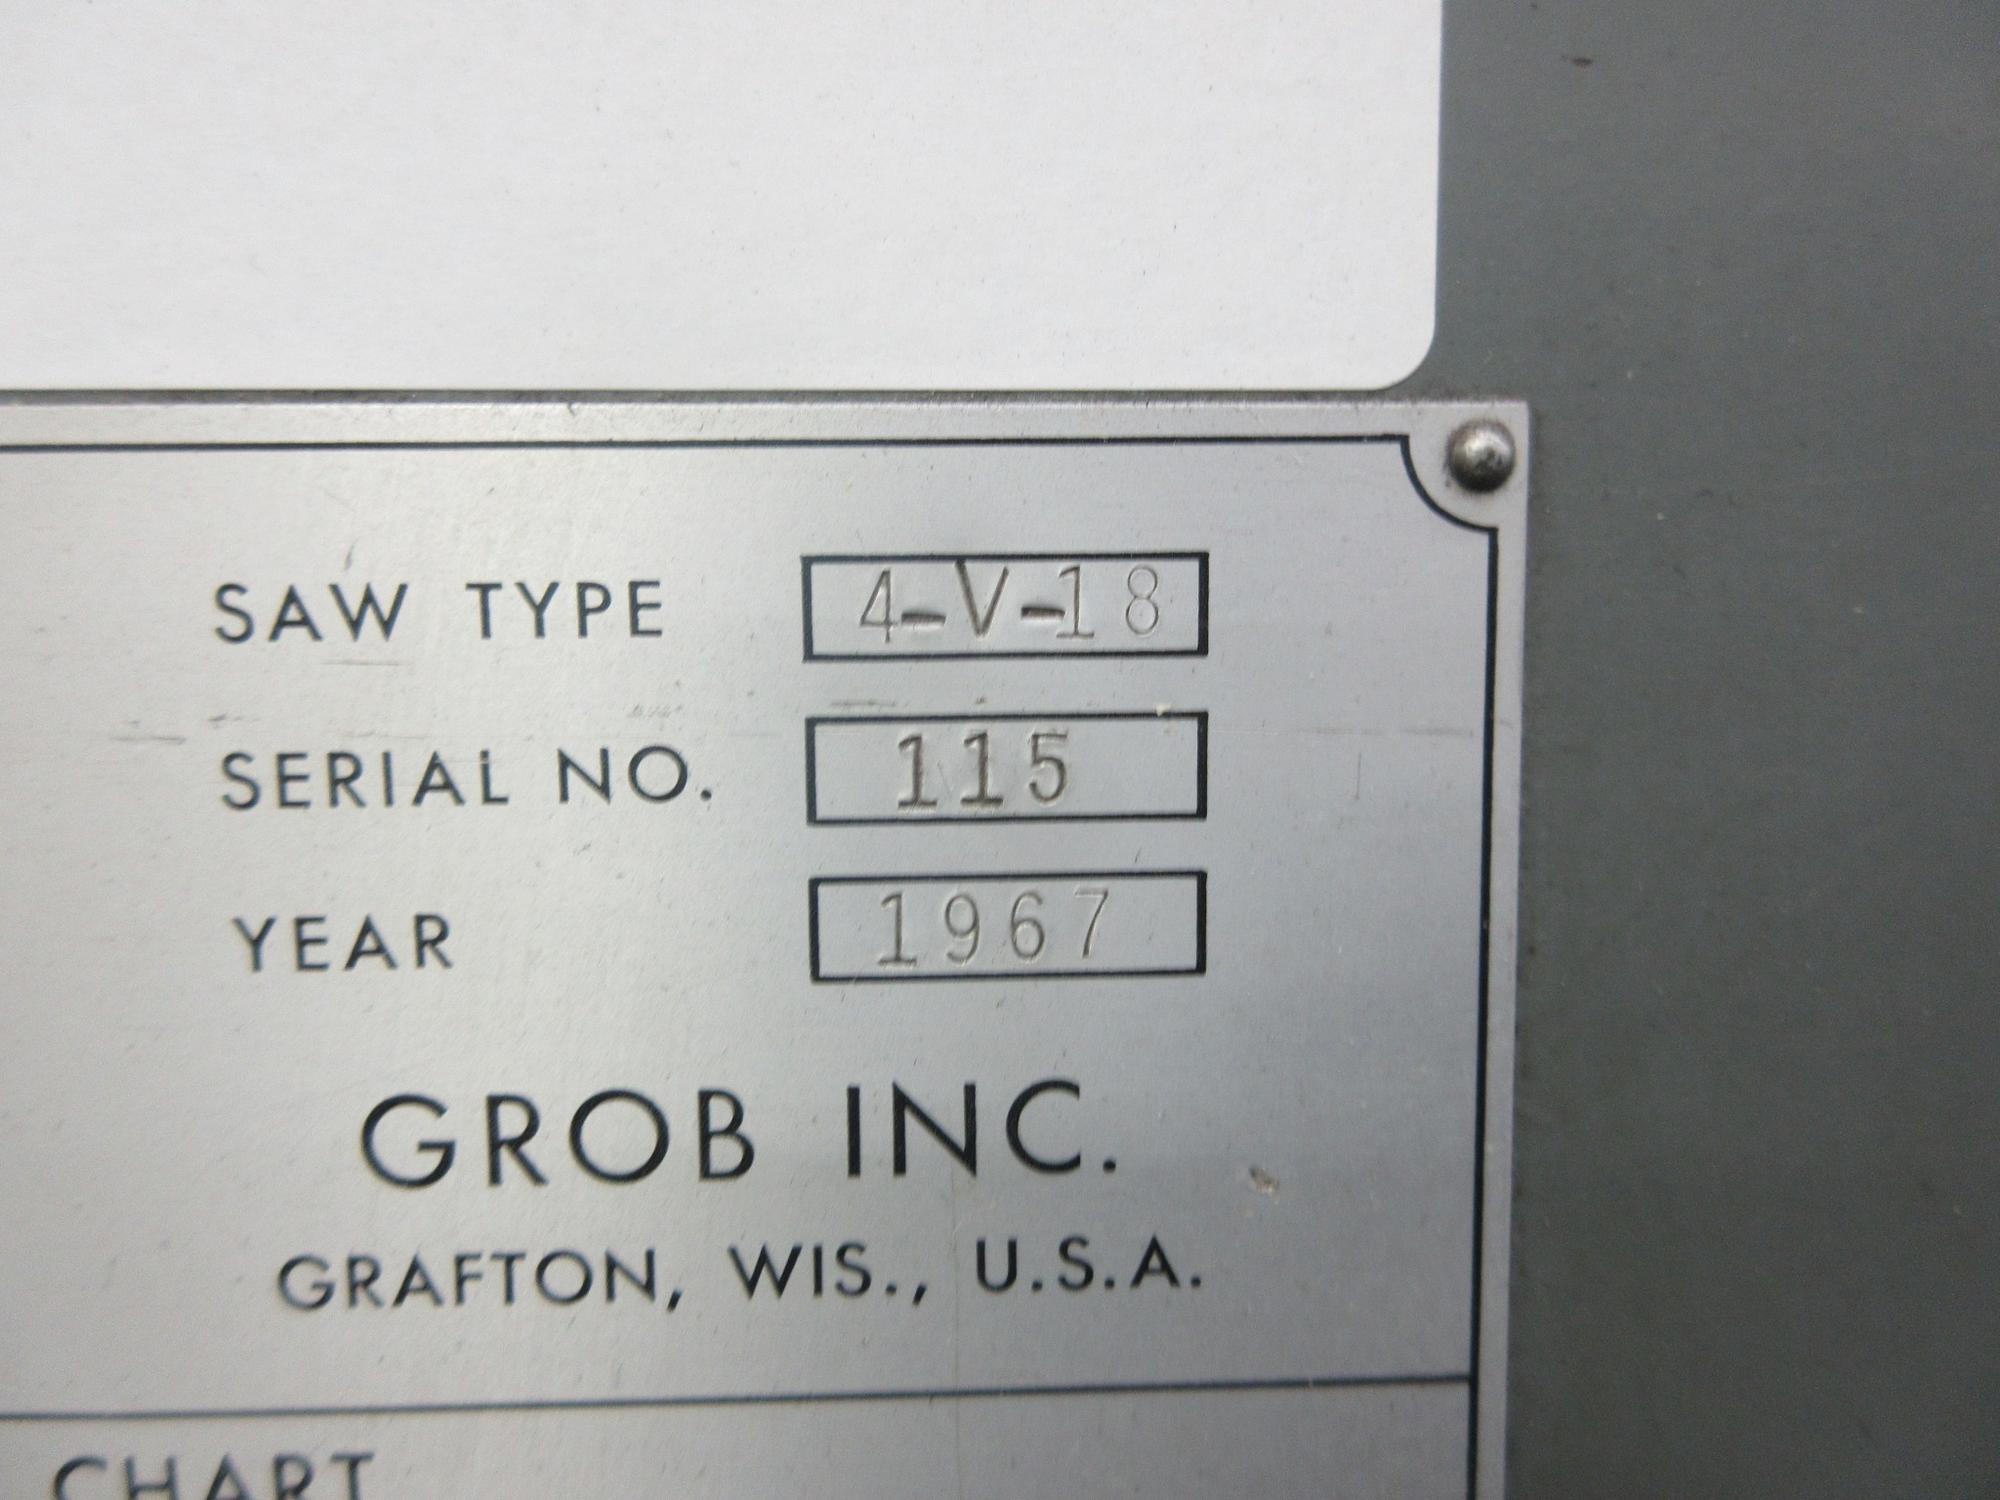 SAW TYPE 4-V-18
SERIAL NO. 115
YEAR 1967
GROB INC.
GRAFTON, WIS., U.S.A.
CHART